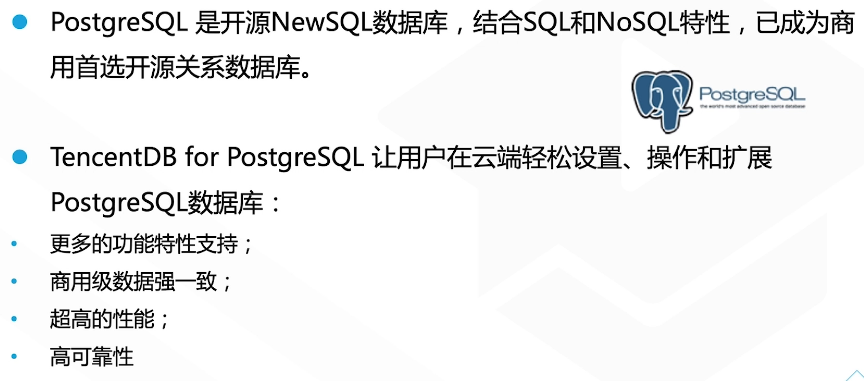 PostgreSQL 是开源NewSQL数据库，结合SQL和NoSQL特性，已成为商
用首选开源关系数据库。
PostgreSQL
the world's most advanced open source database
TencentDB for PostgreSQL 让用户在云端轻松设置、操作和扩展
PostgreSQL数据库：
更多的功能特性支持；
商用级数据强一致；
超高的性能；
高可靠性